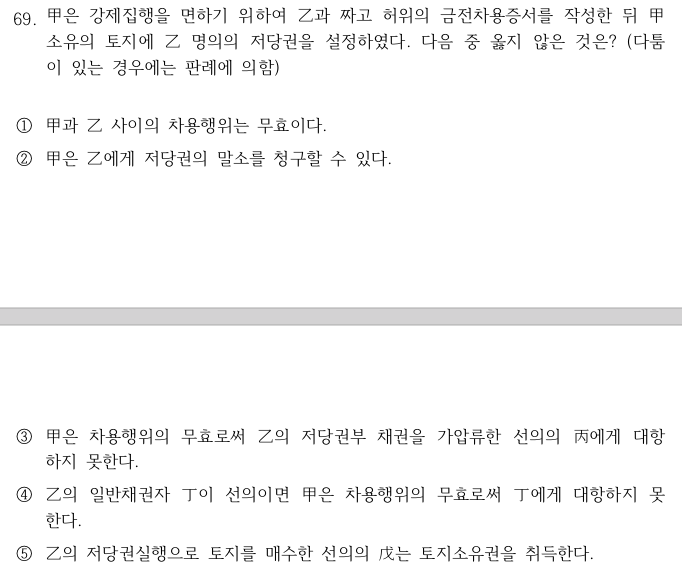 69. 甲은 강제집행을 면하기 위하여 乙과 짜고 허위의 금전차용증서를 작성한 뒤 甲
소유의 토지에 乙 명의의 저당권을 설정하였다. 다음 중 옳지 않은 것은? (다툼
이 있는 경우에는 판례에 의함)
① 甲과 乙 사이의 차용행위는 무효이다.
② 甲은 乙에게 저당권의 말소를 청구할 수 있다.
③ 甲은 차용행위의 무효로써 乙의 저당권부 채권을 가압류한 선의의 丙에게 대항
하지 못한다.
④ 乙의 일반채권자 丁이 선의이면 甲은 차용행위의 무효로써 丁에게 대항하지 못
한다.
⑤ 乙의 저당권실행으로 토지를 매수한 선의의 戊는 토지소유권을 취득한다.